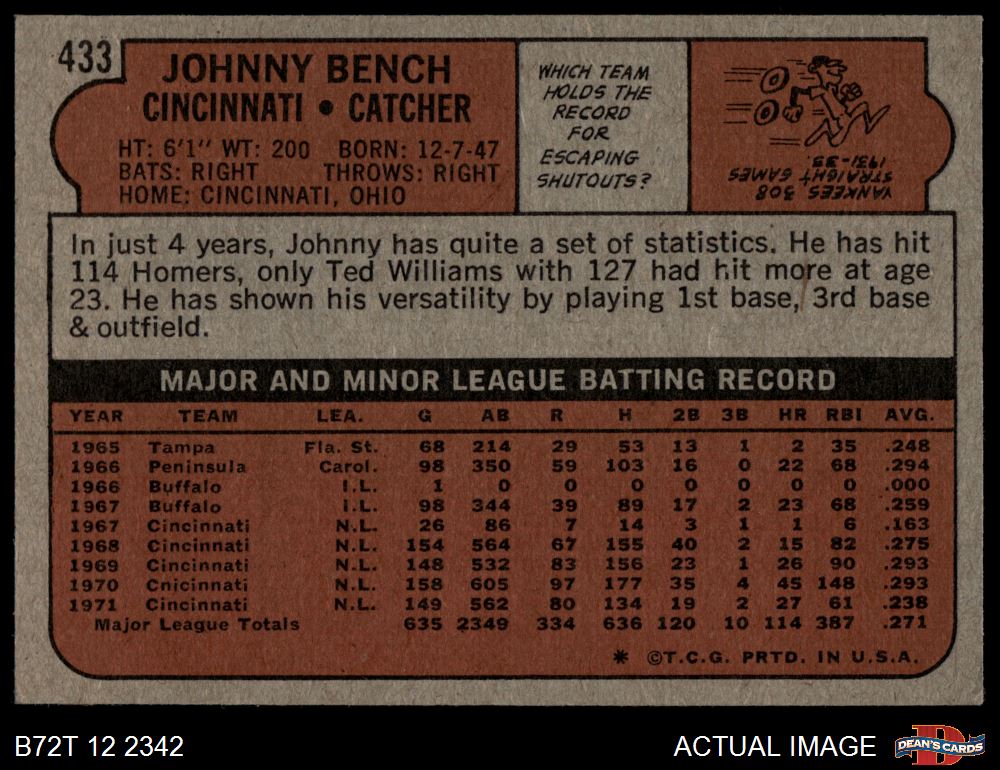 433
JOHNNY BENCH
CINCINNATI • CATCHER
HT: 6'1" WT: 200 BORN: 12-7-47
BATS: RIGHT THROWS: RIGHT
HOME: CINCINNATI, OHIO
WHICH TEAM
HOLDS THE
RECORD
FOR
ESCAPING
SHUTOUTS?
YANKEES 308
STRAIGHT GAMES
1931-33.
In just 4 years, Johnny has quite a set of statistics. He has hit
114 Homers, only Ted Williams with 127 had hit more at age
23. He has shown his versatility by playing 1st base, 3rd base
& outfield.
MAJOR AND MINOR LEAGUE BATTING RECORD
YEAR TEAM LEA. G AB R H 2B 3B HR RBI AVG.
1965 Tampa Fla. St. 68 214 29 53 13 1 2 35 .248
1966 Peninsula Carol. 98 350 59 103 16 0 22 68 .294
1966 Buffalo I.L. 1 0 0 0 0 0 0 0 .000
1967 Buffalo I.L. 98 344 39 89 17 2 23 68 .259
1967 Cincinnati N.L. 26 86 7 14 3 1 1 6 .163
1968 Cincinnati N.L. 154 564 67 155 40 2 15 82 .275
1969 Cincinnati N.L. 148 532 83 156 23 1 26 90 .293
1970 Cnicinnati N.L. 158 605 97 177 35 4 45 148 .293
1971 Cincinnati N.L. 149 562 80 134 19 2 27 61 .238
Major League Totals 635 2349 334 636 120 10 114 387 .271
* ©T.C.G. PRTD. IN U.S.A.
B72T 12 2342
ACTUAL IMAGE
D
DEAN'S CARDS